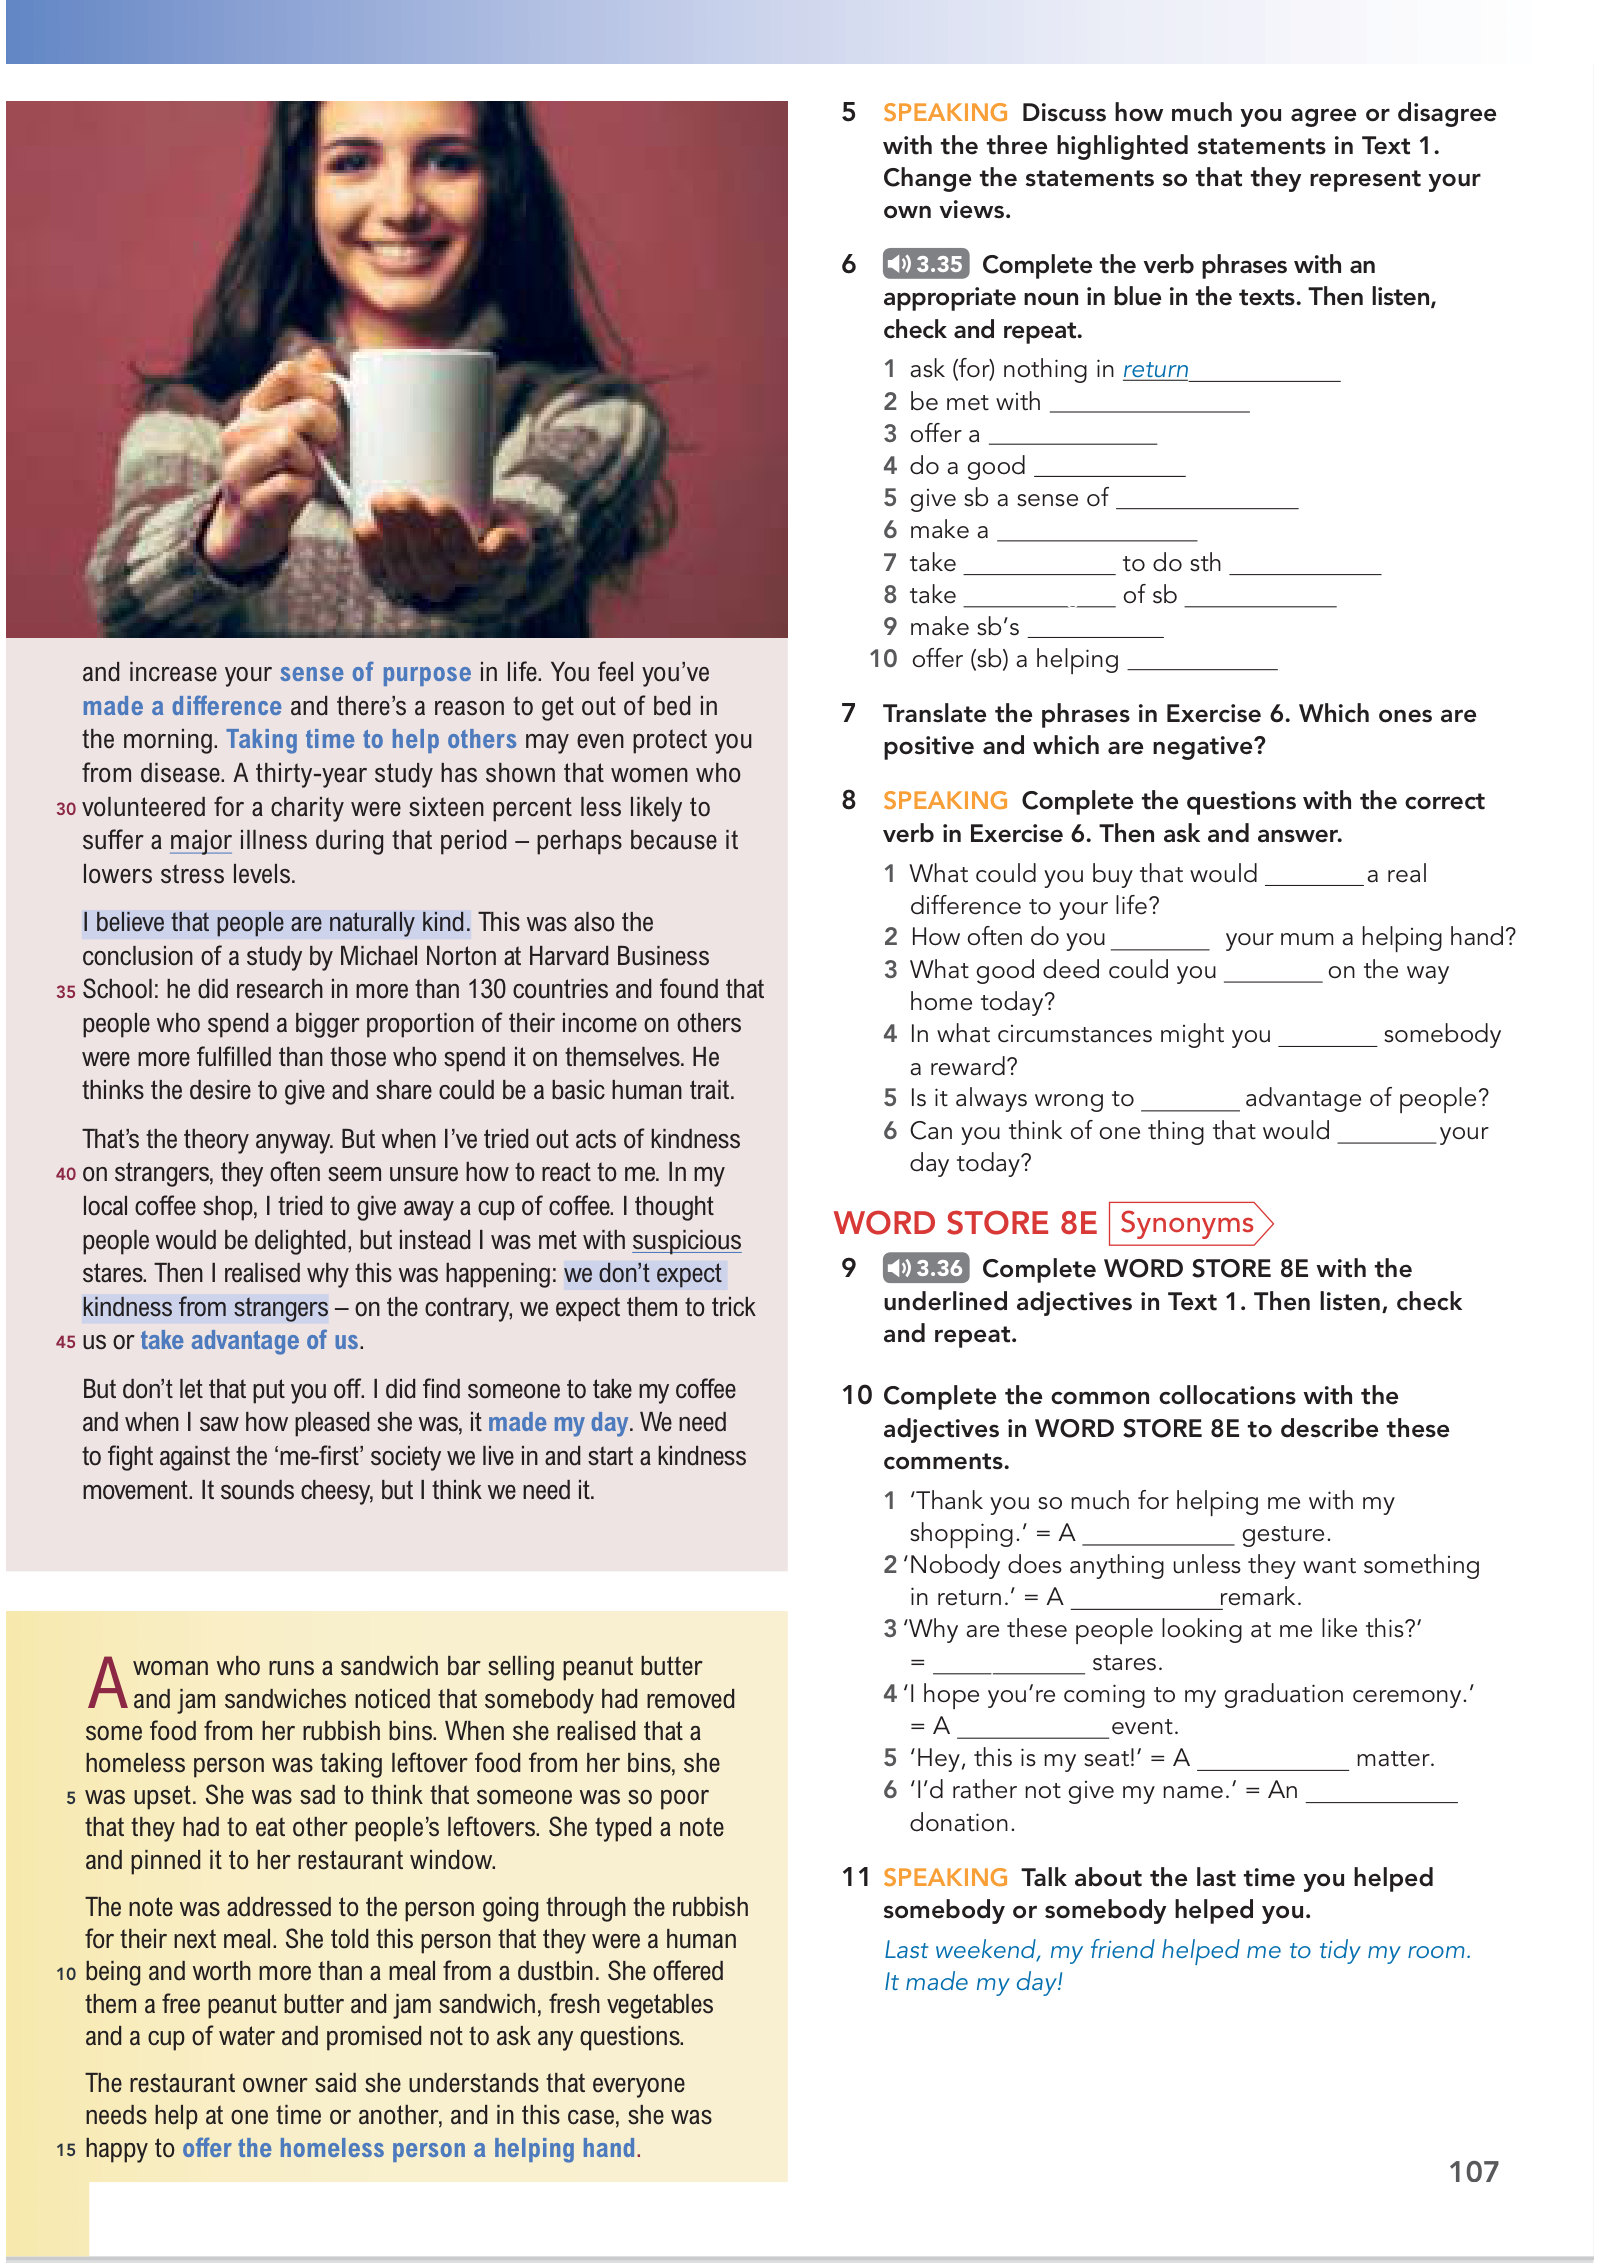 and increase your sense of purpose in life. You feel you've
made a difference and there's a reason to get out of bed in
the morning. Taking time to help others may even protect you
from disease. A thirty-year study has shown that women who
30 volunteered for a charity were sixteen percent less likely to
suffer a major illness during that period – perhaps because it
lowers stress levels.
I believe that people are naturally kind. This was also the
conclusion of a study by Michael Norton at Harvard Business
35 School: he did research in more than 130 countries and found that
people who spend a bigger proportion of their income on others
were more fulfilled than those who spend it on themselves. He
thinks the desire to give and share could be a basic human trait.
That's the theory anyway. But when I've tried out acts of kindness
40 on strangers, they often seem unsure how to react to me. In my
local coffee shop, I tried to give away a cup of coffee. I thought
people would be delighted, but instead I was met with suspicious
stares. Then I realised why this was happening: we don't expect
kindness from strangers – on the contrary, we expect them to trick
45 us or take advantage of us.
But don't let that put you off. I did find someone to take my coffee
and when I saw how pleased she was, it made my day. We need
to fight against the 'me-first' society we live in and start a kindness
movement. It sounds cheesy, but I think we need it.
A woman who runs a sandwich bar selling peanut butter
and jam sandwiches noticed that somebody had removed
some food from her rubbish bins. When she realised that a
homeless person was taking leftover food from her bins, she
5 was upset. She was sad to think that someone was so poor
that they had to eat other people's leftovers. She typed a note
and pinned it to her restaurant window.
The note was addressed to the person going through the rubbish
for their next meal. She told this person that they were a human
10 being and worth more than a meal from a dustbin. She offered
them a free peanut butter and jam sandwich, fresh vegetables
and a cup of water and promised not to ask any questions.
The restaurant owner said she understands that everyone
needs help at one time or another, and in this case, she was
15 happy to offer the homeless person a helping hand.
5 SPEAKING Discuss how much you agree or disagree
with the three highlighted statements in Text 1.
Change the statements so that they represent your
own views.
6 3.35 Complete the verb phrases with an
appropriate noun in blue in the texts. Then listen,
check and repeat.
1 ask (for) nothing in return____________
2 be met with ________________
3 offer a ______________
4 do a good ____________
5 give sb a sense of ______________
6 make a ________________
7 take ____________ to do sth ____________
8 take ____________ of sb ____________
9 make sb's ___________
10 offer (sb) a helping ____________
7 Translate the phrases in Exercise 6. Which ones are
positive and which are negative?
8 SPEAKING Complete the questions with the correct
verb in Exercise 6. Then ask and answer.
1 What could you buy that would ________ a real
difference to your life?
2 How often do you ________ your mum a helping hand?
3 What good deed could you ________ on the way
home today?
4 In what circumstances might you ________ somebody
a reward?
5 Is it always wrong to ________ advantage of people?
6 Can you think of one thing that would ________ your
day today?
WORD STORE 8E Synonyms
9 3.36 Complete WORD STORE 8E with the
underlined adjectives in Text 1. Then listen, check
and repeat.
10 Complete the common collocations with the
adjectives in WORD STORE 8E to describe these
comments.
1 'Thank you so much for helping me with my
shopping.' = A ____________ gesture.
2 'Nobody does anything unless they want something
in return.' = A ____________remark.
3 'Why are these people looking at me like this?'
= ____________ stares.
4 'I hope you're coming to my graduation ceremony.'
= A ____________event.
5 'Hey, this is my seat!' = A ____________ matter.
6 'I'd rather not give my name.' = An ____________
donation.
11 SPEAKING Talk about the last time you helped
somebody or somebody helped you.
Last weekend, my friend helped me to tidy my room.
It made my day!
107